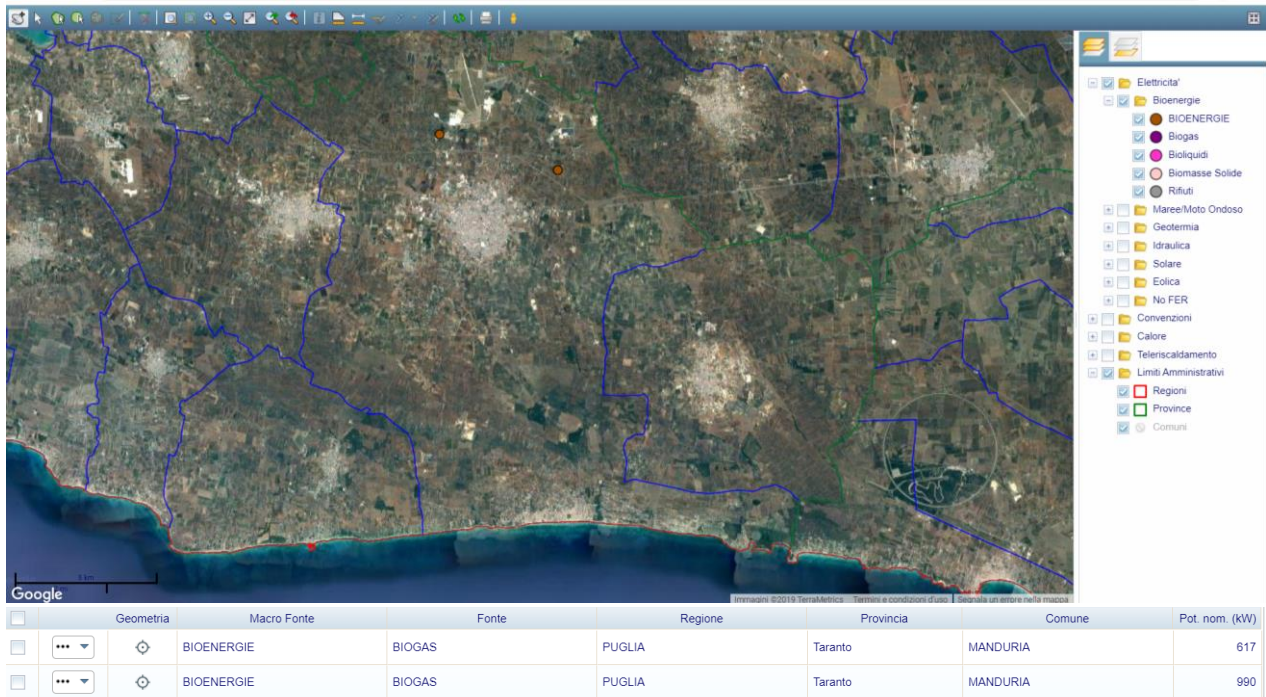 Elettricita'
Bioenergie
BIOENERGIE
Biogas
Bioliquidi
Biomasse Solide
Rifiuti
Maree/Moto Ondoso
Geotermia
Idraulica
Solare
Eolica
No FER
Convenzioni
Calore
Teleriscaldamento
Limiti Amministrativi
Regioni
Province
Comuni
Google
Immagini ©2019 TerraMetrics Termini e condizioni d'uso Segnala un errore nella mappa
Geometria Macro Fonte Fonte Regione Provincia Comune Pot. nom. (kW)
BIOENERGIE BIOGAS PUGLIA Taranto MANDURIA 617
BIOENERGIE BIOGAS PUGLIA Taranto MANDURIA 990